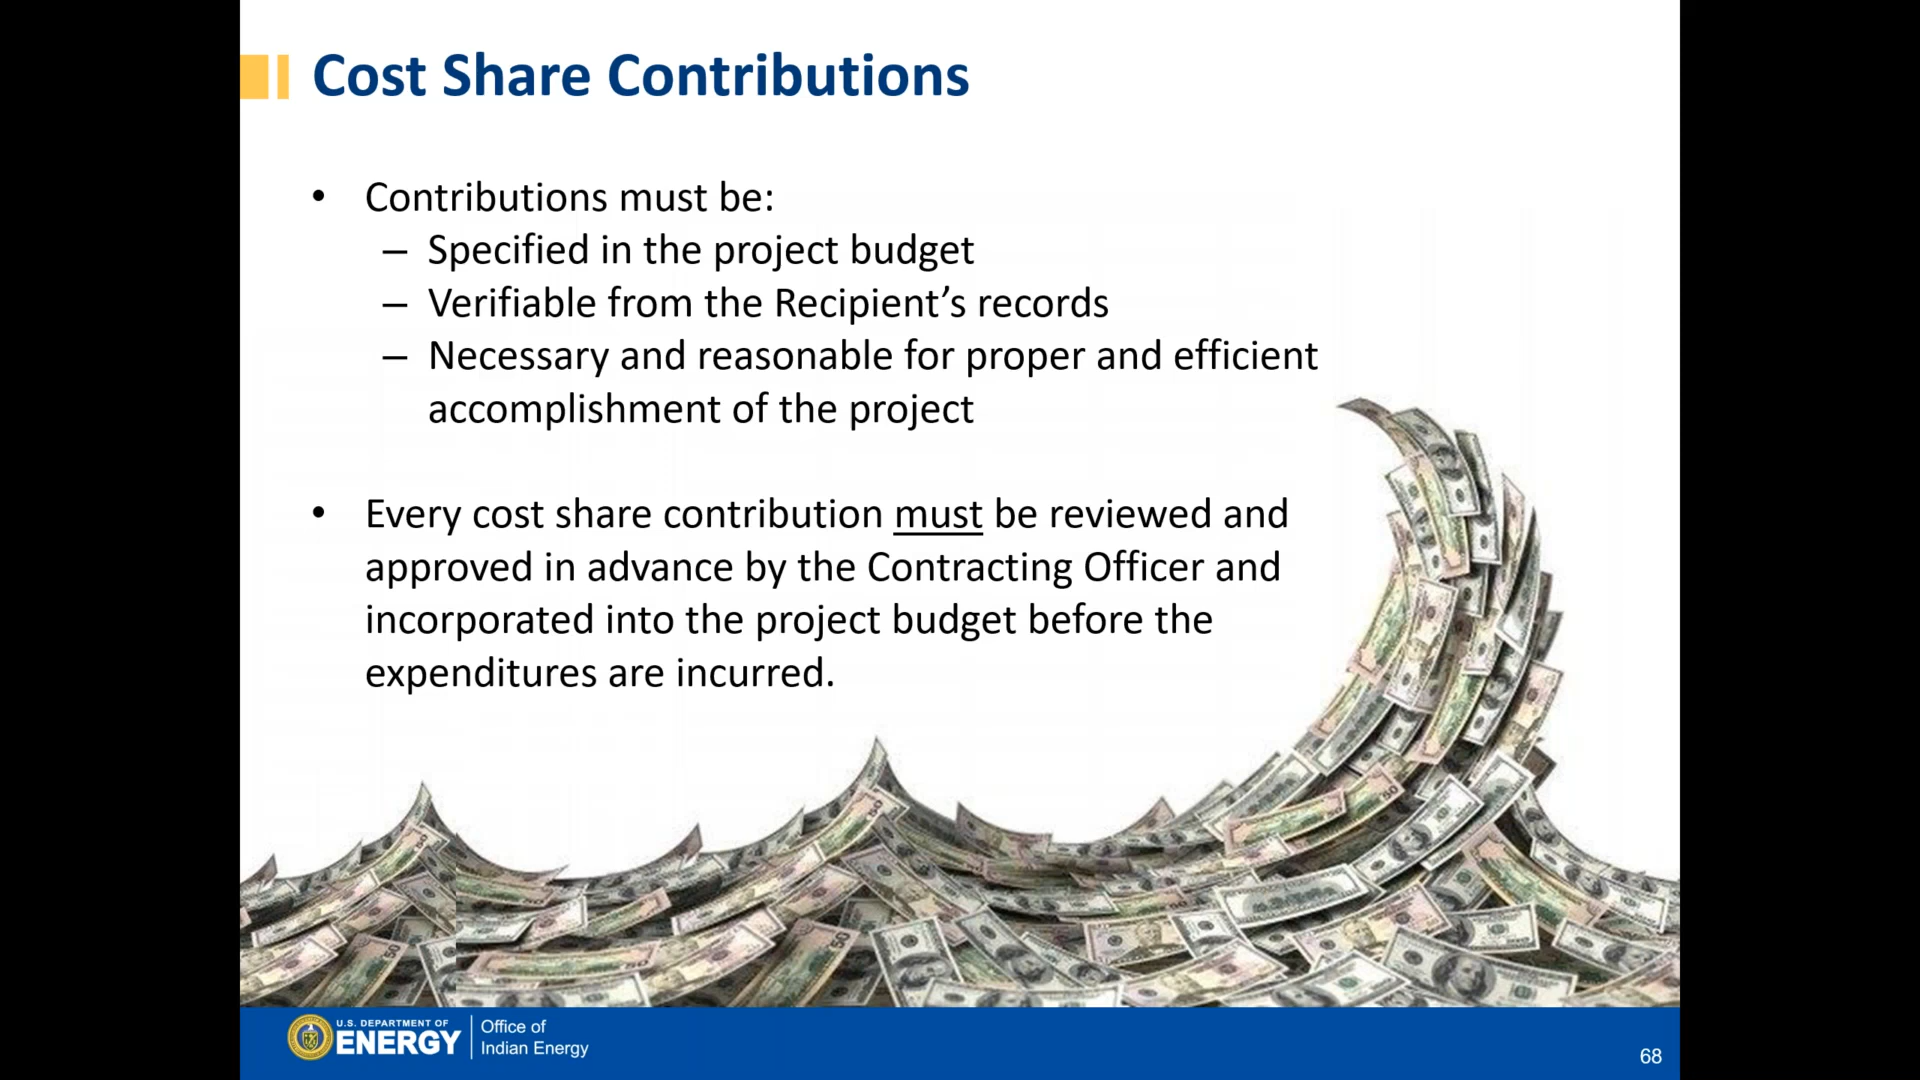 Cost Share Contributions
• Contributions must be:
– Specified in the project budget
– Verifiable from the Recipient’s records
– Necessary and reasonable for proper and efficient
accomplishment of the project
• Every cost share contribution must be reviewed and
approved in advance by the Contracting Officer and
incorporated into the project budget before the
expenditures are incurred.
U.S. DEPARTMENT OF
ENERGY
Office of
Indian Energy
68